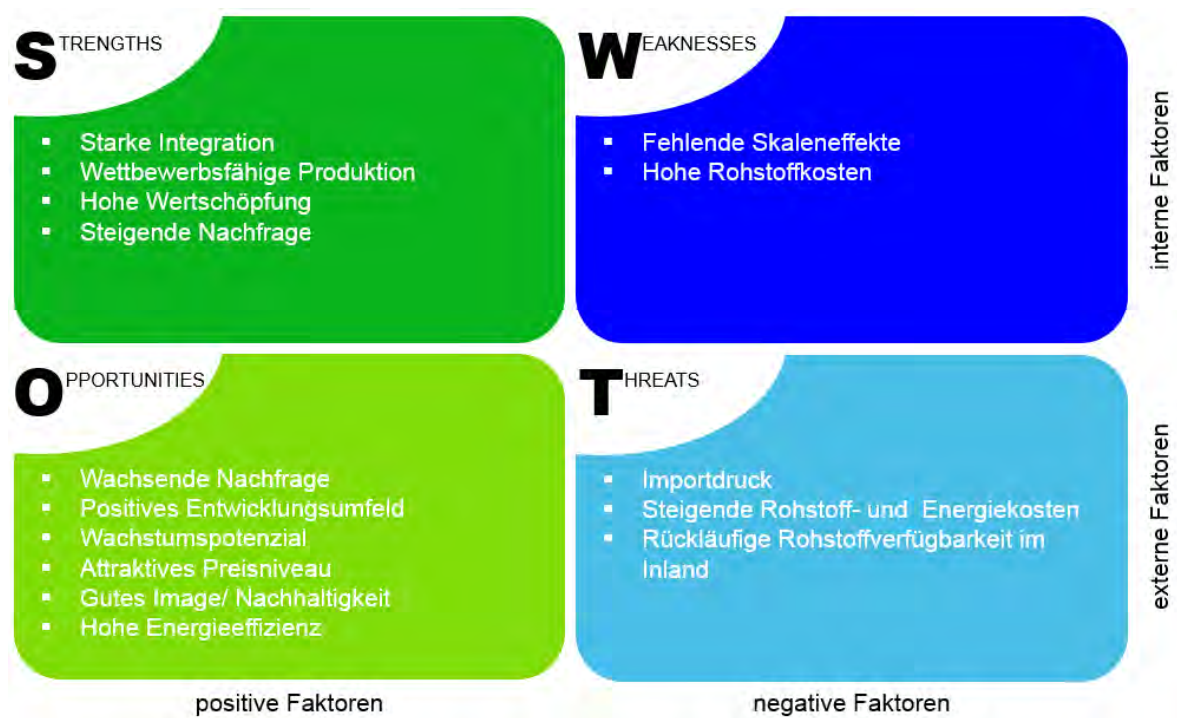 STRENGTHS
▪ Starke Integration
▪ Wettbewerbsfähige Produktion
▪ Hohe Wertschöpfung
▪ Steigende Nachfrage
WEAKNESSES
▪ Fehlende Skaleneffekte
▪ Hohe Rohstoffkosten
interne Faktoren
OPPORTUNITIES
▪ Wachsende Nachfrage
▪ Positives Entwicklungsumfeld
▪ Wachstumspotenzial
▪ Attraktives Preisniveau
▪ Gutes Image/ Nachhaltigkeit
▪ Hohe Energieeffizienz
THREATS
▪ Importdruck
▪ Steigende Rohstoff- und Energiekosten
▪ Rückläufige Rohstoffverfügbarkeit im
Inland
externe Faktoren
positive Faktoren
negative Faktoren